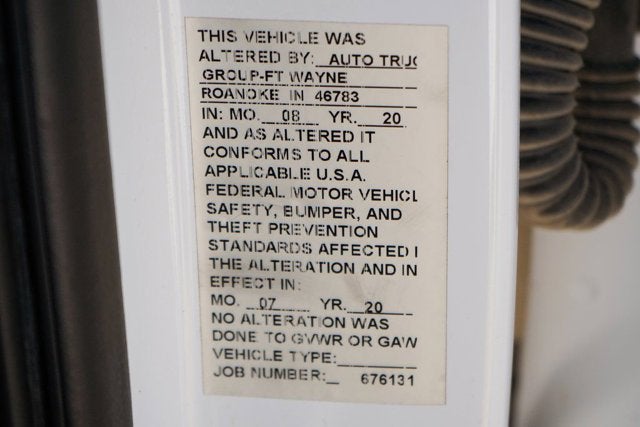 THIS VEHICLE WAS
ALTERED BY: AUTO TRUC
GROUP-FT WAYNE
ROANOKE IN 46783
IN: MO. 08 YR. 20
AND AS ALTERED IT
CONFORMS TO ALL
APPLICABLE U.S.A.
FEDERAL MOTOR VEHICL
SAFETY, BUMPER, AND
THEFT PREVENTION
STANDARDS AFFECTED
THE ALTERATION AND IN
EFFECT IN:
MO. 07 YR. 20
NO ALTERATION WAS
DONE TO GVWR OR GAW
VEHICLE TYPE:
JOB NUMBER: 676131